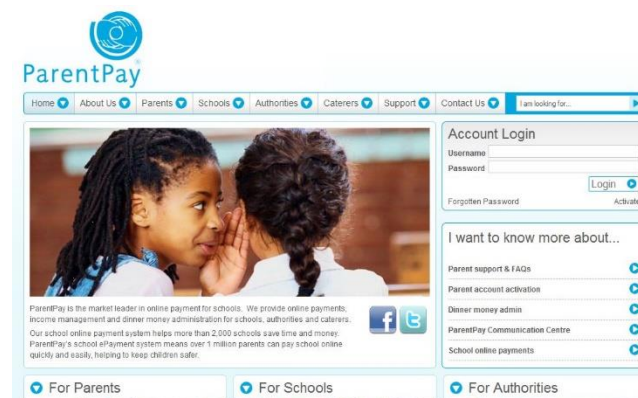 ParentPay
Home About Us Parents Schools Authorities Caterers Support Contact Us I am looking for...
Account Login
Username
Password
Login
Forgotten Password Activate
I want to know more about...
Parent support & FAQs
Parent account activation
Dinner money admin
ParentPay Communication Centre
School online payments
ParentPay is the market leader in online payment for schools. We provide online payments,
income management and dinner money administration for schools, authorities and caterers.
Our school online payment system helps more than 2,000 schools save time and money.
ParentPay's school ePayment system means over 1 million parents can pay school online
quickly and easily, helping to keep children safer.
For Parents For Schools For Authorities